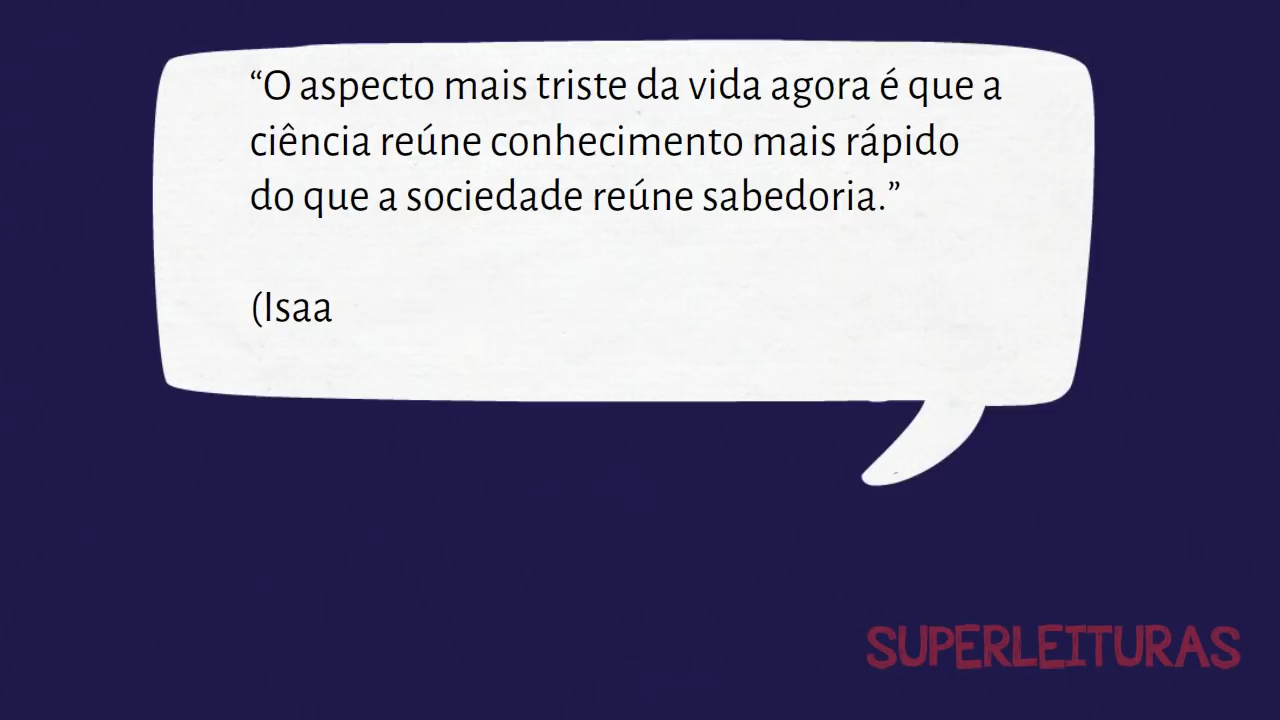 “O aspecto mais triste da vida agora é que a
ciência reúne conhecimento mais rápido
do que a sociedade reúne sabedoria.”
(Isaa
SUPERLEITURAS